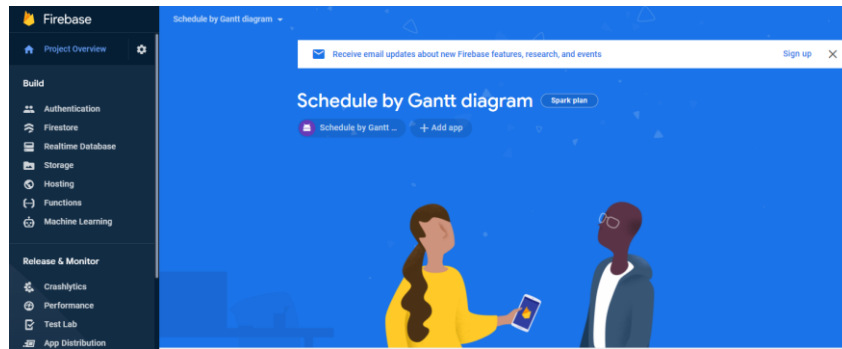 Firebase
Project Overview
Build
Authentication
Firestore
Realtime Database
Storage
Hosting
Functions
Machine Learning
Release & Monitor
Crashlytics
Performance
Test Lab
App Distribution
Schedule by Gantt diagram
Receive email updates about new Firebase features, research, and events Sign up
Schedule by Gantt diagram Spark plan
Schedule by Gantt ... + Add app